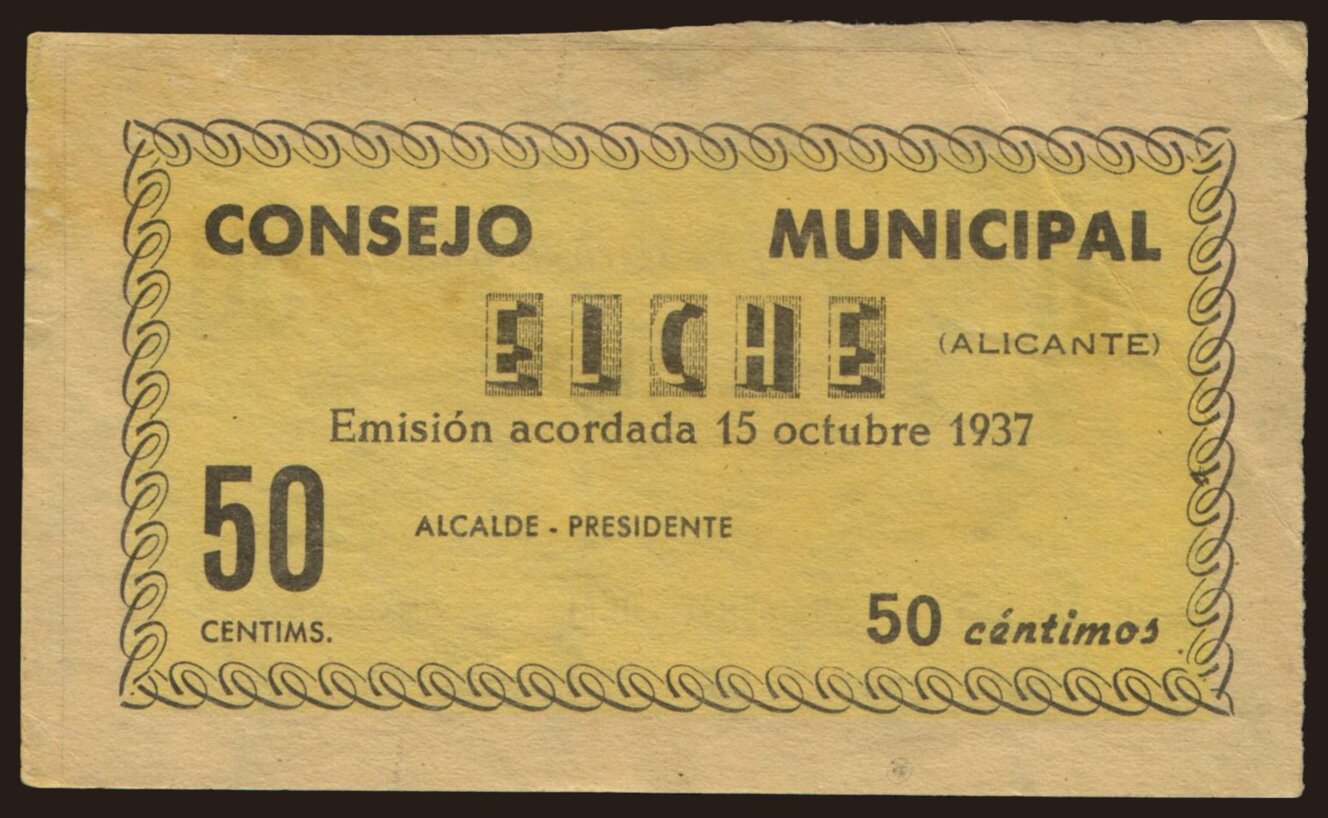 CONSEJO MUNICIPAL
ELCHE (ALICANTE)
Emisión acordada 15 octubre 1937
50
ALCALDE - PRESIDENTE
CENTIMS.
50 céntimos